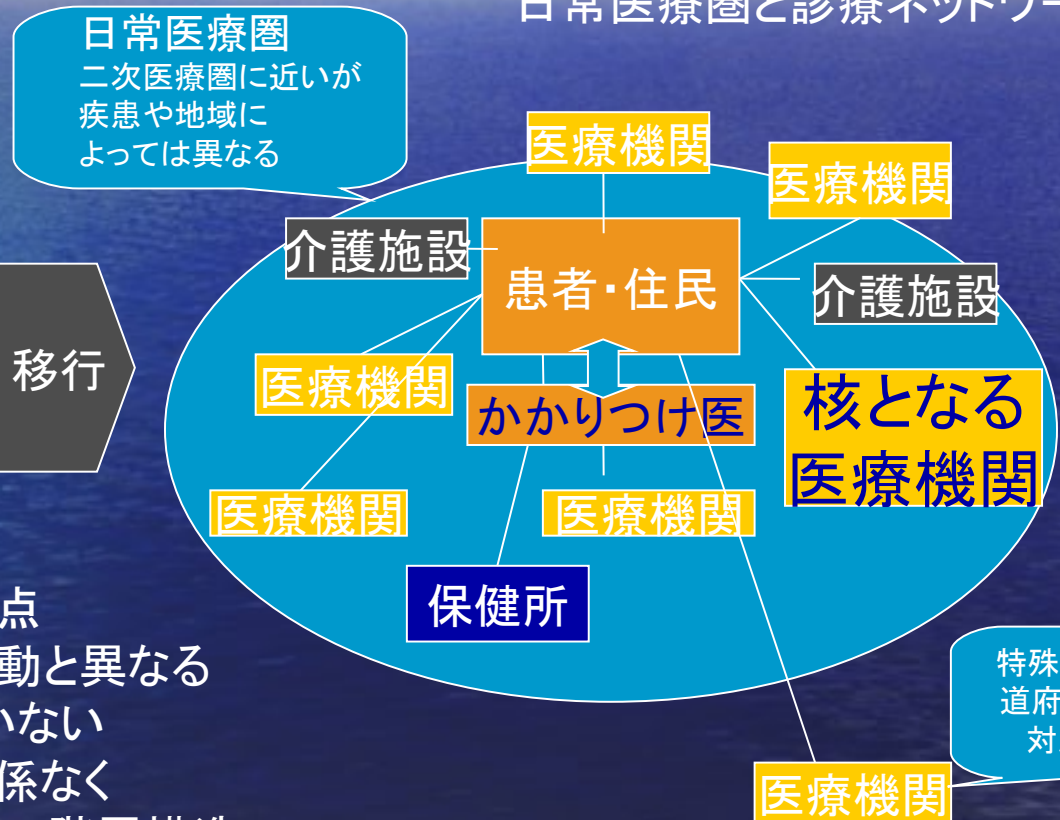 日常医療圏と診療ネットワー
日常医療圏
二次医療圏に近いが
疾患や地域に
よっては異なる
医療機関
医療機関
介護施設
患者・住民
介護施設
移行
医療機関
かかりつけ医
核となる
医療機関
医療機関
医療機関
保健所
点
動と異なる
いない
係なく
特殊
道府
対
医療機関